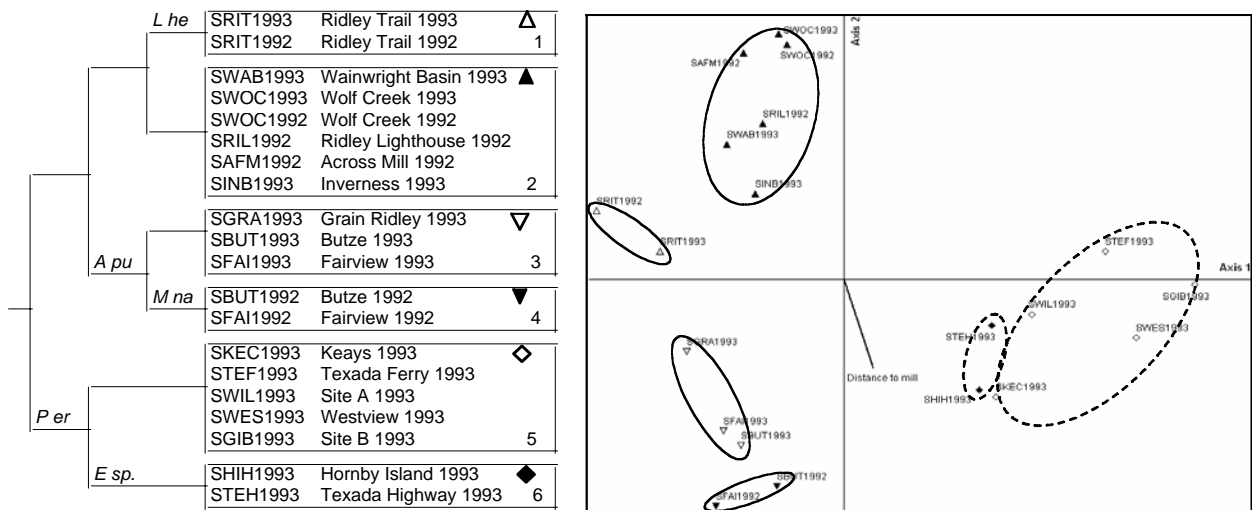 L he
SRIT1993 Ridley Trail 1993
SRIT1992 Ridley Trail 1992 1
SWAB1993 Wainwright Basin 1993
SWOC1993 Wolf Creek 1993
SWOC1992 Wolf Creek 1992
SRIL1992 Ridley Lighthouse 1992
SAFM1992 Across Mill 1992
SINB1993 Inverness 1993 2
A pu
SGRA1993 Grain Ridley 1993
SBUT1993 Butze 1993
SFAI1993 Fairview 1993 3
M na
SBUT1992 Butze 1992
SFAI1992 Fairview 1992 4
P er
SKEC1993 Keays 1993
STEF1993 Texada Ferry 1993
SWIL1993 Site A 1993
SWES1993 Westview 1993
SGIB1993 Site B 1993 5
E sp.
SHIH1993 Hornby Island 1993
STEH1993 Texada Highway 1993 6
Axis 2
SWOC1993
SWOC1992
SAFM1992
SRIL1992
SWAB1993
SINB1993
SRIT1992
SRIT1993
STEF1993
Axis 1
SGIB1993
SWIL1993
SWES1993
STEH1993
SGRA1993
Distance to mill
SKEC1993
SHIH1993
SFAI1993
SBUT1993
SBUT1992
SFAI1992